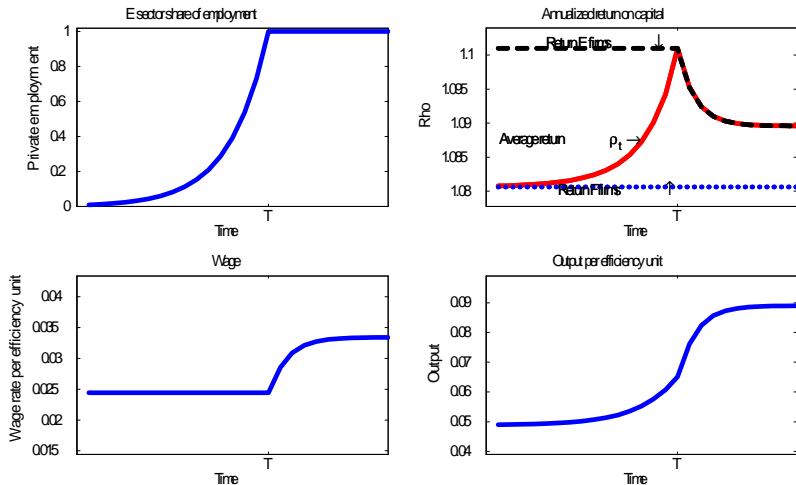 E sector share of employment
Private employment
1
0.8
0.6
0.4
0.2
0
T
Time
Annualized return on capital
Rho
1.1
1.095
1.09
1.085
1.08
Return E firms
↓
Average return
ρt →
Return F firms
↑
T
Time
Wage
Wage rate per efficiency unit
0.04
0.035
0.03
0.025
0.02
0.015
T
Time
Output per efficiency unit
Output
0.09
0.08
0.07
0.06
0.05
0.04
T
Time